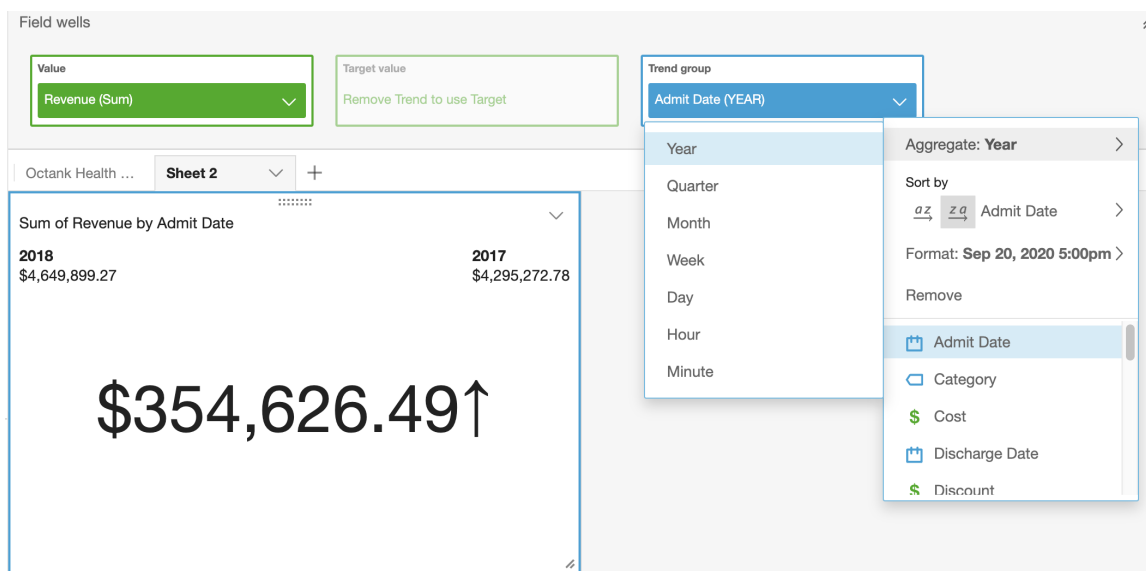 Field wells
Value
Revenue (Sum)
Target value
Remove Trend to use Target
Trend group
Admit Date (YEAR)
Octank Health ...
Sheet 2
+
Sum of Revenue by Admit Date
2018
$4,649,899.27
2017
$4,295,272.78
$354,626.49↑
Year
Quarter
Month
Week
Day
Hour
Minute
Aggregate: Year
Sort by
az za Admit Date
Format: Sep 20, 2020 5:00pm
Remove
Admit Date
Category
$ Cost
Discharge Date
$ Discount